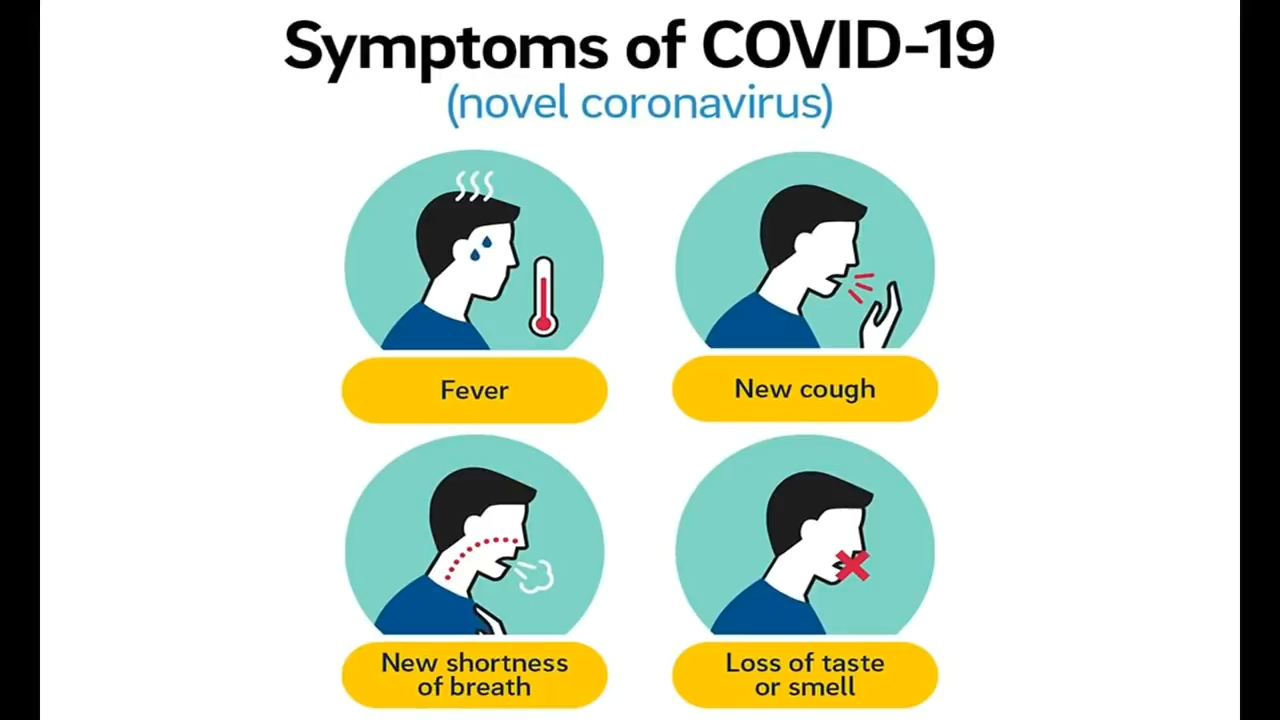 Symptoms of COVID-19
(novel coronavirus)
Fever
New cough
New shortness
of breath
Loss of taste
or smell